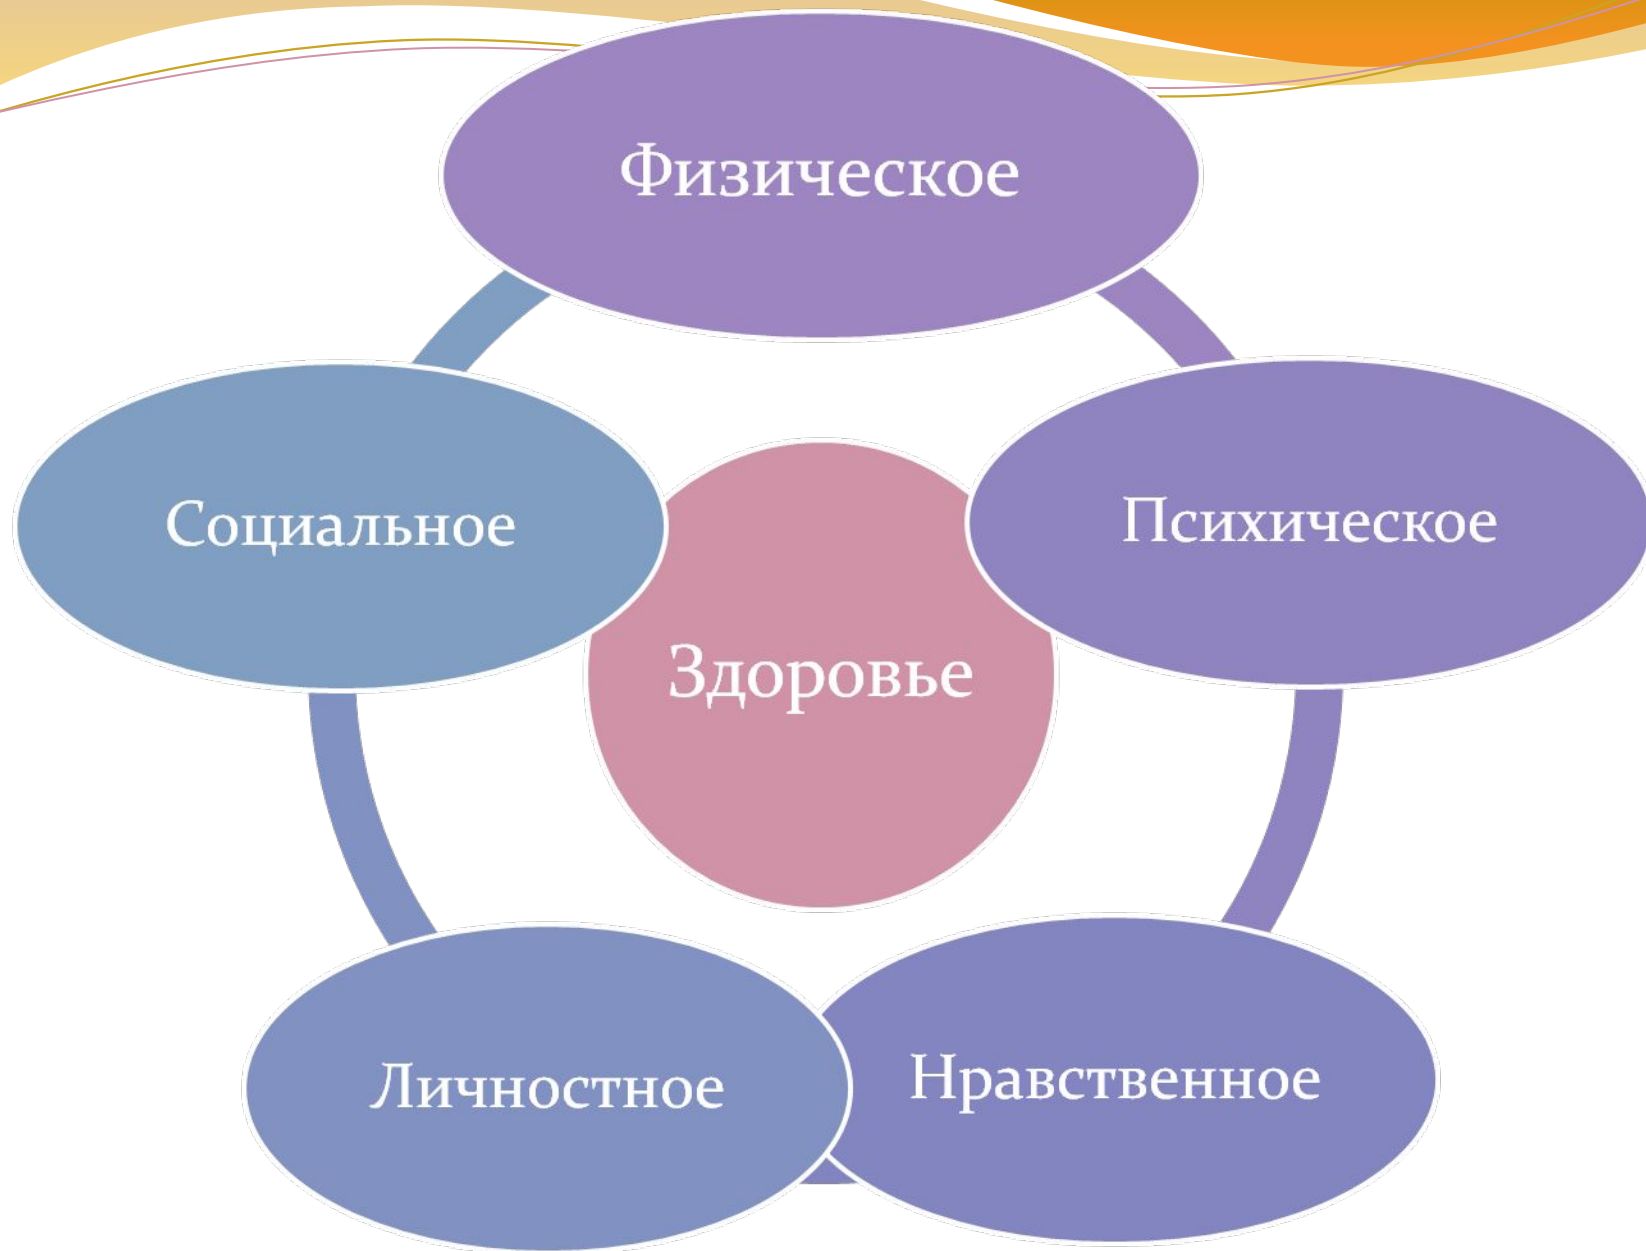 Физическое
Социальное
Психическое
Здоровье
Личностное
Нравственное